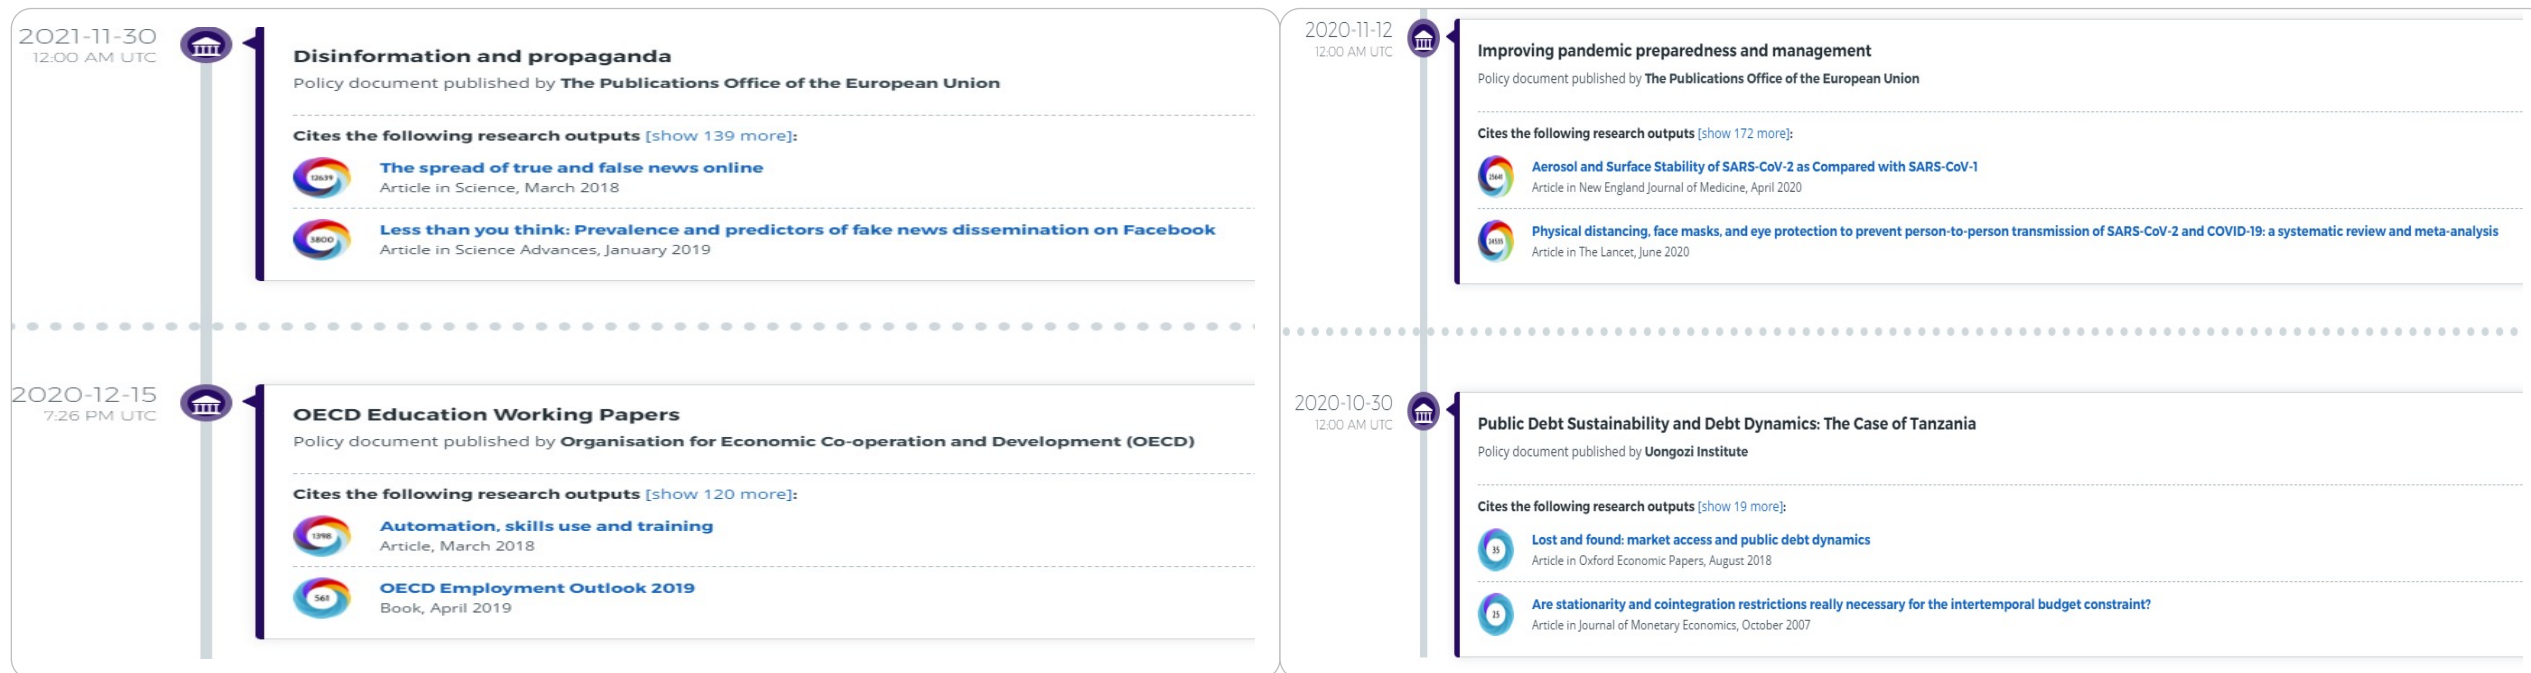 2021-11-30
12:00 AM UTC
Disinformation and propaganda
Policy document published by The Publications Office of the European Union
Cites the following research outputs [show 139 more]:
12639
The spread of true and false news online
Article in Science, March 2018
3800
Less than you think: Prevalence and predictors of fake news dissemination on Facebook
Article in Science Advances, January 2019
2020-12-15
7:26 PM UTC
OECD Education Working Papers
Policy document published by Organisation for Economic Co-operation and Development (OECD)
Cites the following research outputs [show 120 more]:
1398
Automation, skills use and training
Article, March 2018
561
OECD Employment Outlook 2019
Book, April 2019
2020-11-12
12:00 AM UTC
Improving pandemic preparedness and management
Policy document published by The Publications Office of the European Union
Cites the following research outputs [show 172 more]:
Aerosol and Surface Stability of SARS-CoV-2 as Compared with SARS-CoV-1
Article in New England Journal of Medicine, April 2020
Physical distancing, face masks, and eye protection to prevent person-to-person transmission of SARS-CoV-2 and COVID-19: a systematic review and meta-analysis
Article in The Lancet, June 2020
2020-10-30
12:00 AM UTC
Public Debt Sustainability and Debt Dynamics: The Case of Tanzania
Policy document published by Uongozi Institute
Cites the following research outputs [show 19 more]:
35
Lost and found: market access and public debt dynamics
Article in Oxford Economic Papers, August 2018
25
Are stationarity and cointegration restrictions really necessary for the intertemporal budget constraint?
Article in Journal of Monetary Economics, October 2007